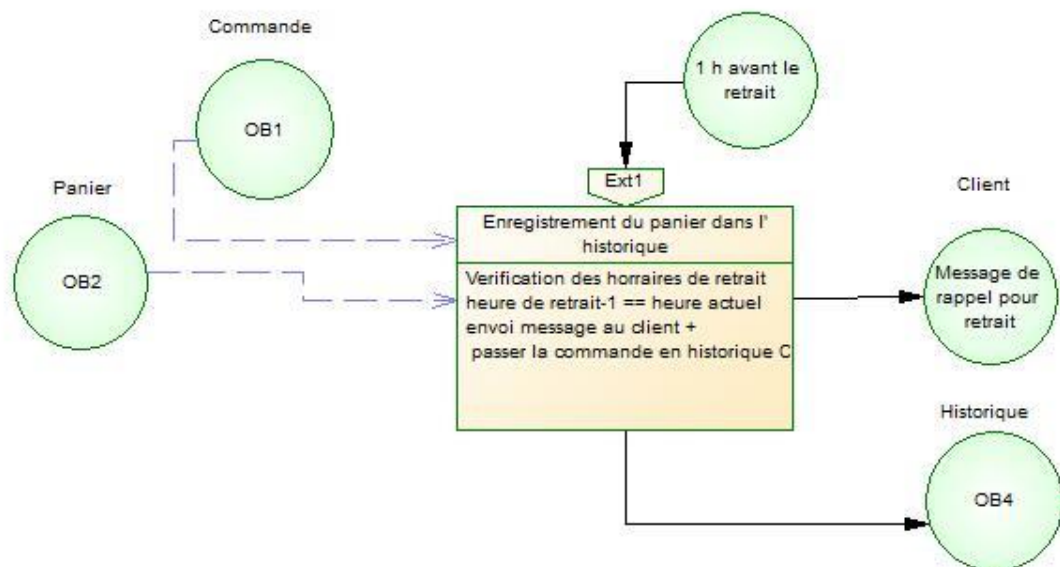 Commande
OB1
1 h avant le
retrait
Ext1
Panier
OB2
Enregistrement du panier dans l'
historique
Verification des horraires de retrait
heure de retrait-1 == heure actuel
envoi message au client +
passer la commande en historique C
Client
Message de
rappel pour
retrait
Historique
OB4